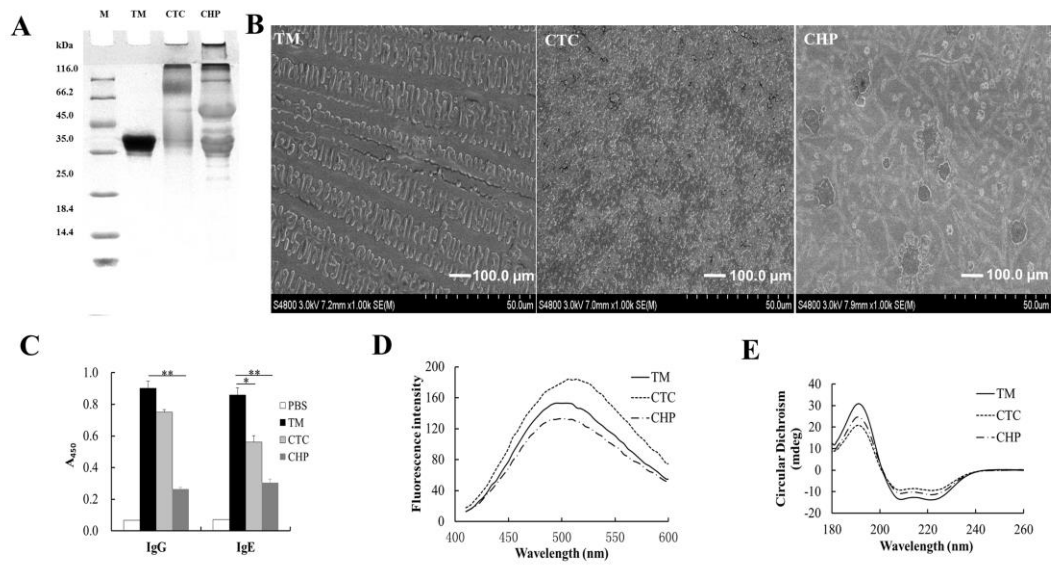 A
M TM CTC CHP
kDa
116.0
66.2
45.0
35.0
25.0
18.4
14.4
B
TM
100.0 μm
S4800 3.0kV 7.2mm x1.00k SE(M)
50.0um
CTC
100.0 μm
S4800 3.0kV 7.0mm x1.00k SE(M)
50.0um
CHP
100.0 μm
S4800 3.0kV 7.9mm x1.00k SE(M)
50.0um
C
A450
1.0
0.8
0.6
0.4
0.2
0.0
**
**
*
PBS
TM
CTC
CHP
IgG IgE
D
Fluorescence intensity
200
160
120
80
40
0
TM
CTC
CHP
400 450 500 550 600
Wavelength (nm)
E
Circular Dichroism
(mdeg)
40
30
20
10
0
-10
-20
TM
CTC
CHP
180 200 220 240 260
Wavelength (nm)